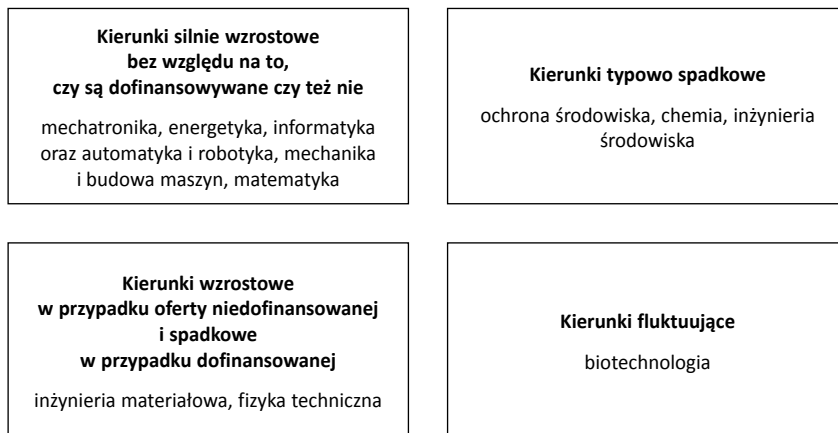 Kierunki silnie wzrostowe
bez względu na to,
czy są dofinansowywane czy też nie
mechatronika, energetyka, informatyka
oraz automatyka i robotyka, mechanika
i budowa maszyn, matematyka
Kierunki typowo spadkowe
ochrona środowiska, chemia, inżynieria
środowiska
Kierunki wzrostowe
w przypadku oferty niedofinansowanej
i spadkowe
w przypadku dofinansowanej
inżynieria materiałowa, fizyka techniczna
Kierunki fluktuujące
biotechnologia